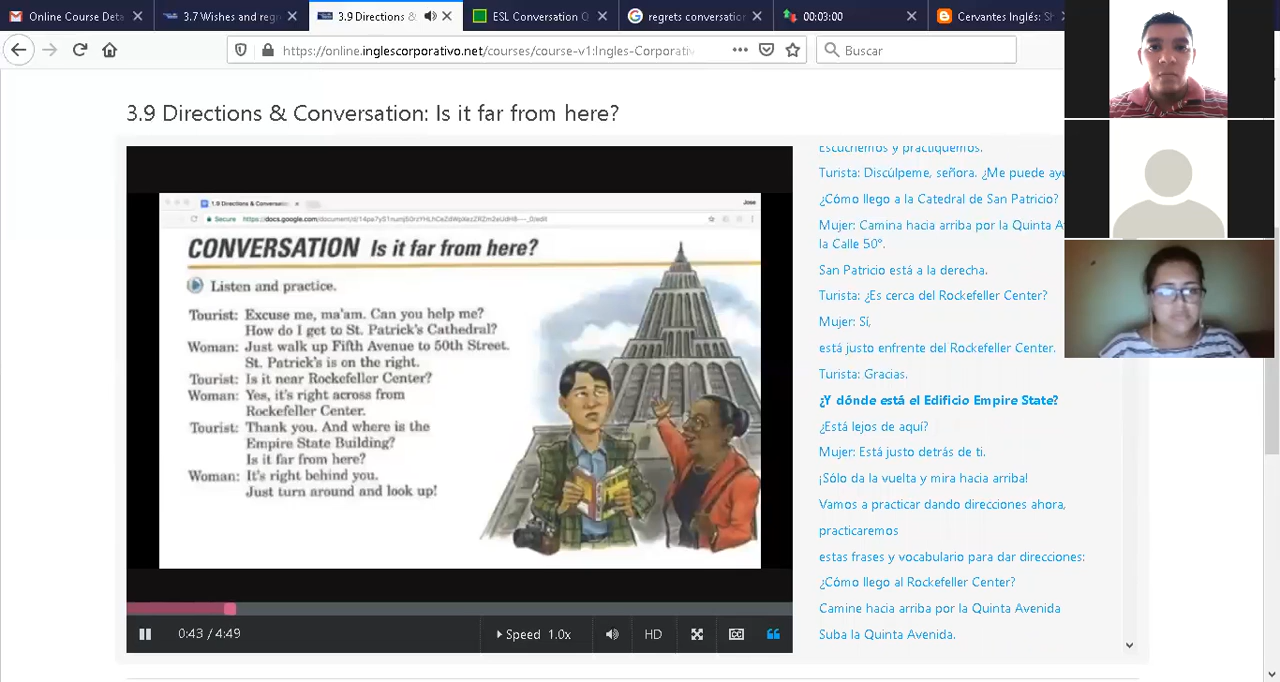 Online: Course Deta
3.7 Wishes and regr
3.9 Directions &
ESL Conversation Q
regrets conversatio
00:03:00
Cervantes Inglés: Sh
https://online.inglescorporativo.net/courses/course-v1:Ingles-Corporativ
Buscar
3.9 Directions & Conversation: Is it far from here?
1.0 Directions & Conversa
Jose
Secure
CONVERSATION Is it far from here?
Listen and practice.
Tourist: Excuse me, ma'am. Can you help me?
How do I get to St. Patrick's Cathedral?
Woman: Just walk up Fifth Avenue to 50th Street.
St. Patrick's is on the right.
Tourist: Is it near Rockefeller Center?
Woman: Yes, it's right across from
Rockefeller Center.
Tourist: Thank you. And where is the
Empire State Building?
Is it far from here?
Woman: It's right behind you.
Just turn around and look up!
0:43 / 4:49
Speed 1.0x
HD
CC
Escuchemos y practiquemos.
Turista: Discúlpeme, señora. ¿Me puede ayu
¿Cómo llego a la Catedral de San Patricio?
Mujer: Camina hacia arriba por la Quinta A
la Calle 50°.
San Patricio está a la derecha.
Turista: ¿Es cerca del Rockefeller Center?
Mujer: Sí,
está justo enfrente del Rockefeller Center.
Turista: Gracias.
¿Y dónde está el Edificio Empire State?
¿Está lejos de aquí?
Mujer: Está justo detrás de ti.
¡Sólo da la vuelta y mira hacia arriba!
Vamos a practicar dando direcciones ahora,
practicaremos
estas frases y vocabulario para dar direcciones:
¿Cómo llego al Rockefeller Center?
Camine hacia arriba por la Quinta Avenida
Suba la Quinta Avenida.